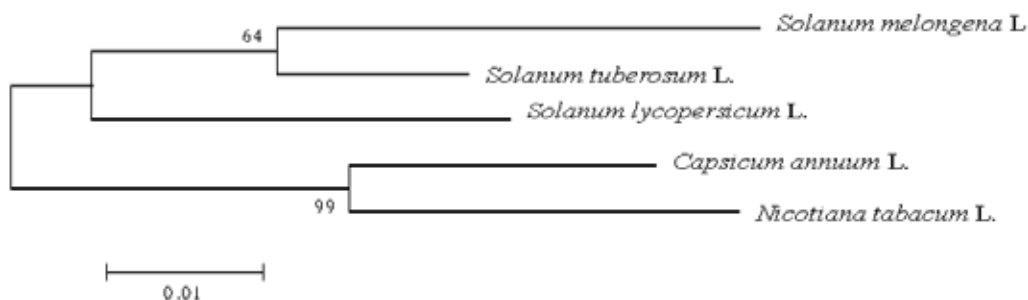 64
Solanum melongena L
Solanum tuberosum L.
Solanum lycopersicum L.
Capsicum annuum L.
99
Nicotiana tabacum L.
0.01